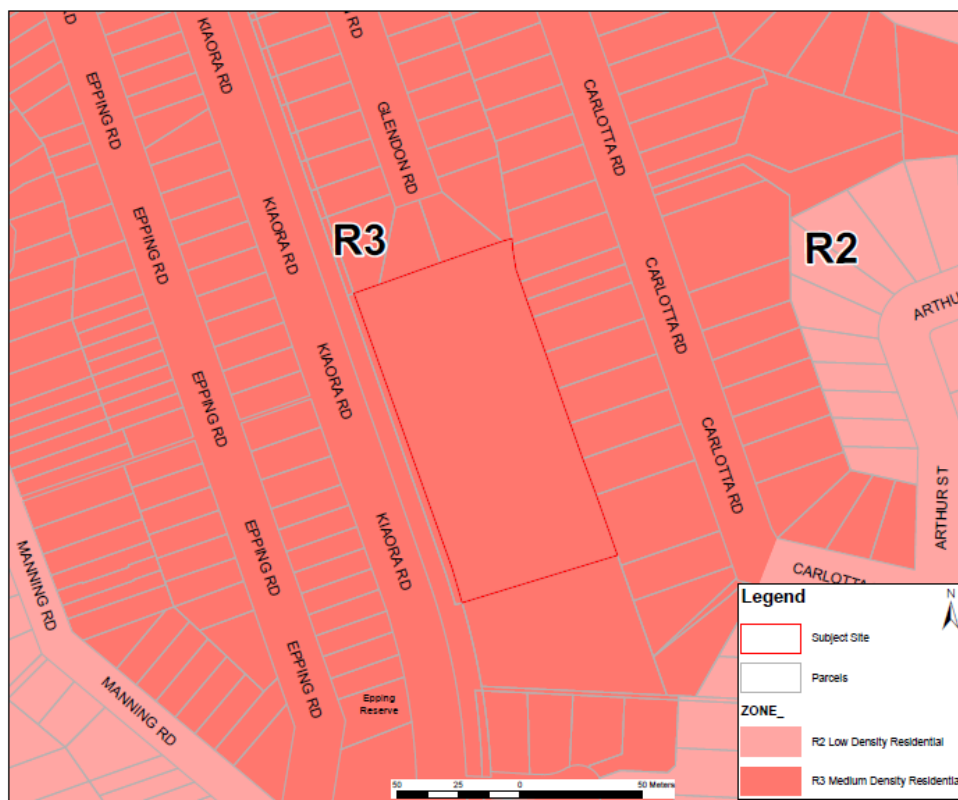 RD
KIAORA RD
RD
EPPING RD
GLENDON RD
CARLOTTA RD
EPPING RD
KIAORA RD
R3
R2
CARLOTTA RD
ARTHUR
KIAORA RD
EPPING RD
CARLOTTA RD
ARTHUR ST
KIAORA RD
EPPING RD
MANNING RD
CARLOTTA
EPPING RD
MANNING RD
Epping
Reserve
Legend
N
Subject Site
Parcels
ZONE_
R2 Low Density Residential
R3 Medium Density Residential
50 25 0 50 Meters